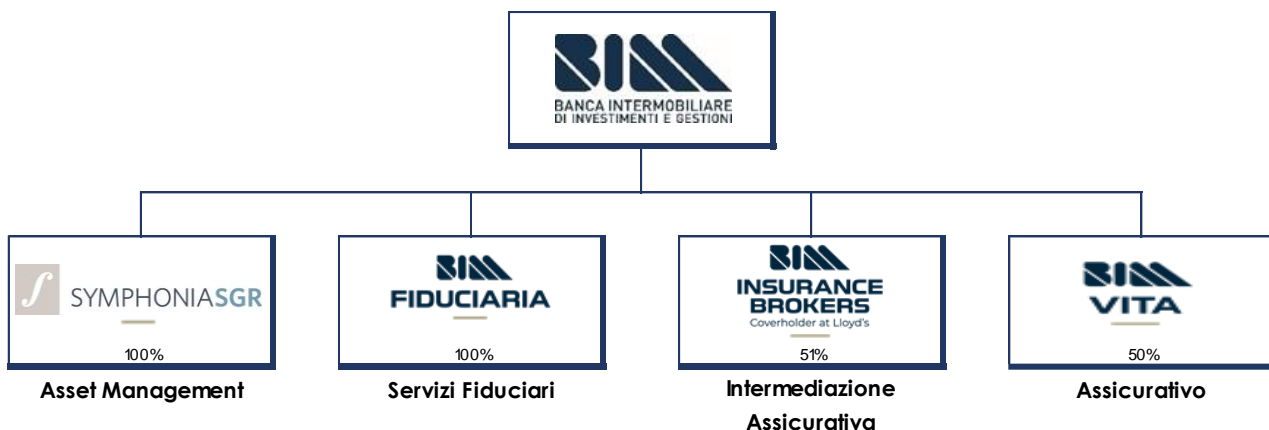 BIM
BANCA INTERMOBILIARE
DI INVESTIMENTI E GESTIONI
SYMPHONIASGR
100%
Asset Management
BIM
FIDUCIARIA
100%
Servizi Fiduciari
BIM
INSURANCE
BROKERS
Coverholder at Lloyd's
51%
Intermediazione
Assicurativa
BIM
VITA
50%
Assicurativo